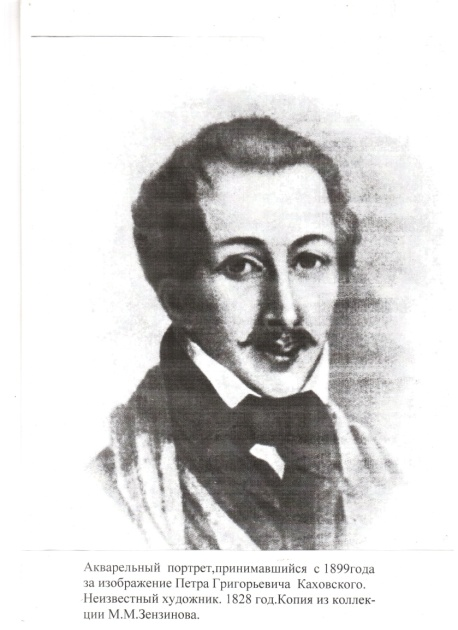 Акварельный портрет,принимавшийся с 1899года
за изображение Петра Григорьевича Каховского.
Неизвестный художник. 1828 год.Копия из коллек-
ции М.М.Зензинова.